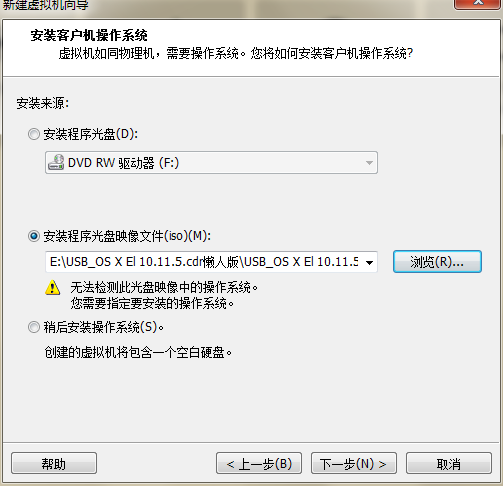 新建虚拟机向导
安装客户机操作系统
虚拟机如同物理机，需要操作系统。您将如何安装客户机操作系统?
安装来源:
安装程序光盘(D):
DVD RW 驱动器 (F:)
安装程序光盘映像文件(iso)(M):
E:\USB_OS X El 10.11.5.cdr懒人版\USB_OS X El 10.11.5
浏览(R)...
无法检测此光盘映像中的操作系统。
您需要指定要安装的操作系统。
稍后安装操作系统(S)。
创建的虚拟机将包含一个空白硬盘。
帮助
< 上一步(B)
下一步(N) >
取消